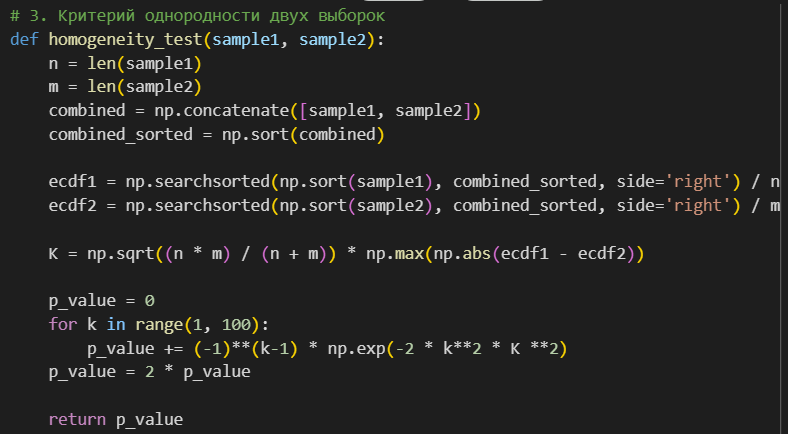 # 3. Критерий однородности двух выборок
def homogeneity_test(sample1, sample2):
    n = len(sample1)
    m = len(sample2)
    combined = np.concatenate([sample1, sample2])
    combined_sorted = np.sort(combined)
    ecdf1 = np.searchsorted(np.sort(sample1), combined_sorted, side='right') / n
    ecdf2 = np.searchsorted(np.sort(sample2), combined_sorted, side='right') / m
    K = np.sqrt((n * m) / (n + m)) * np.max(np.abs(ecdf1 - ecdf2))
    p_value = 0
    for k in range(1, 100):
        p_value += (-1)**(k-1) * np.exp(-2 * k**2 * K **2)
    p_value = 2 * p_value
    return p_value